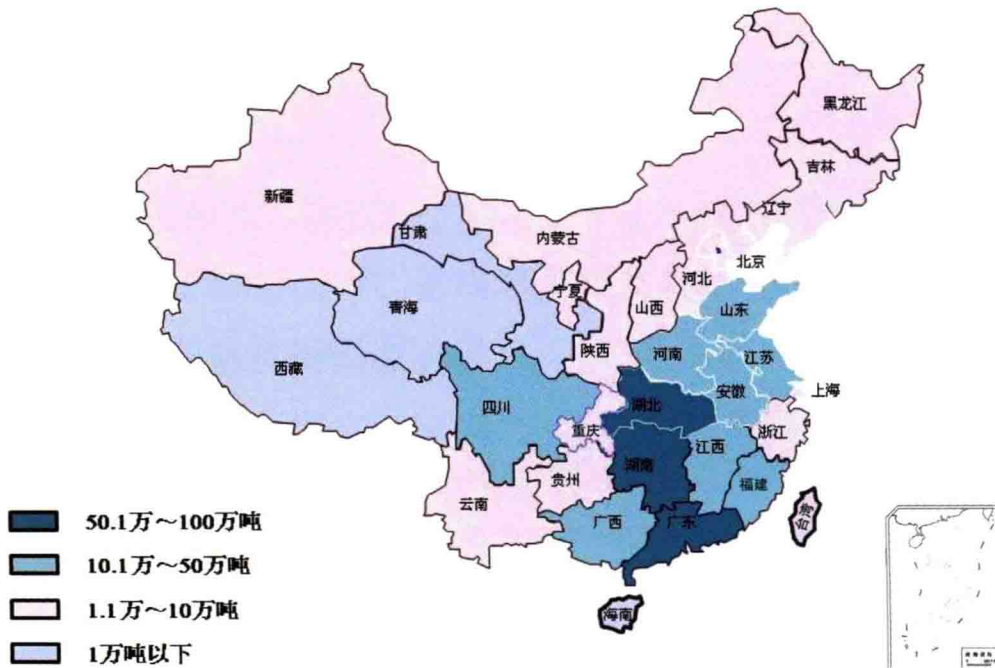 黑龙江
吉林
辽宁
新疆
甘肃
内蒙古
北京
宁夏
河北
山西
青海
山东
陕西
河南
江苏
西藏
安徽
上海
四川
湖北
重庆
浙江
江西
湖南
贵州
福建
云南
广西
广东
台湾
海南
50.1万～100万吨
10.1万～50万吨
1.1万～10万吨
1万吨以下